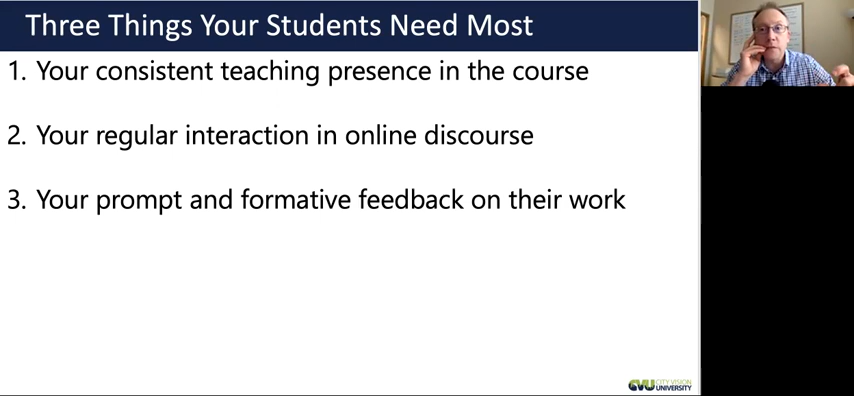 Three Things Your Students Need Most
1. Your consistent teaching presence in the course
2. Your regular interaction in online discourse
3. Your prompt and formative feedback on their work
CVU CITY VISION
UNIVERSITY